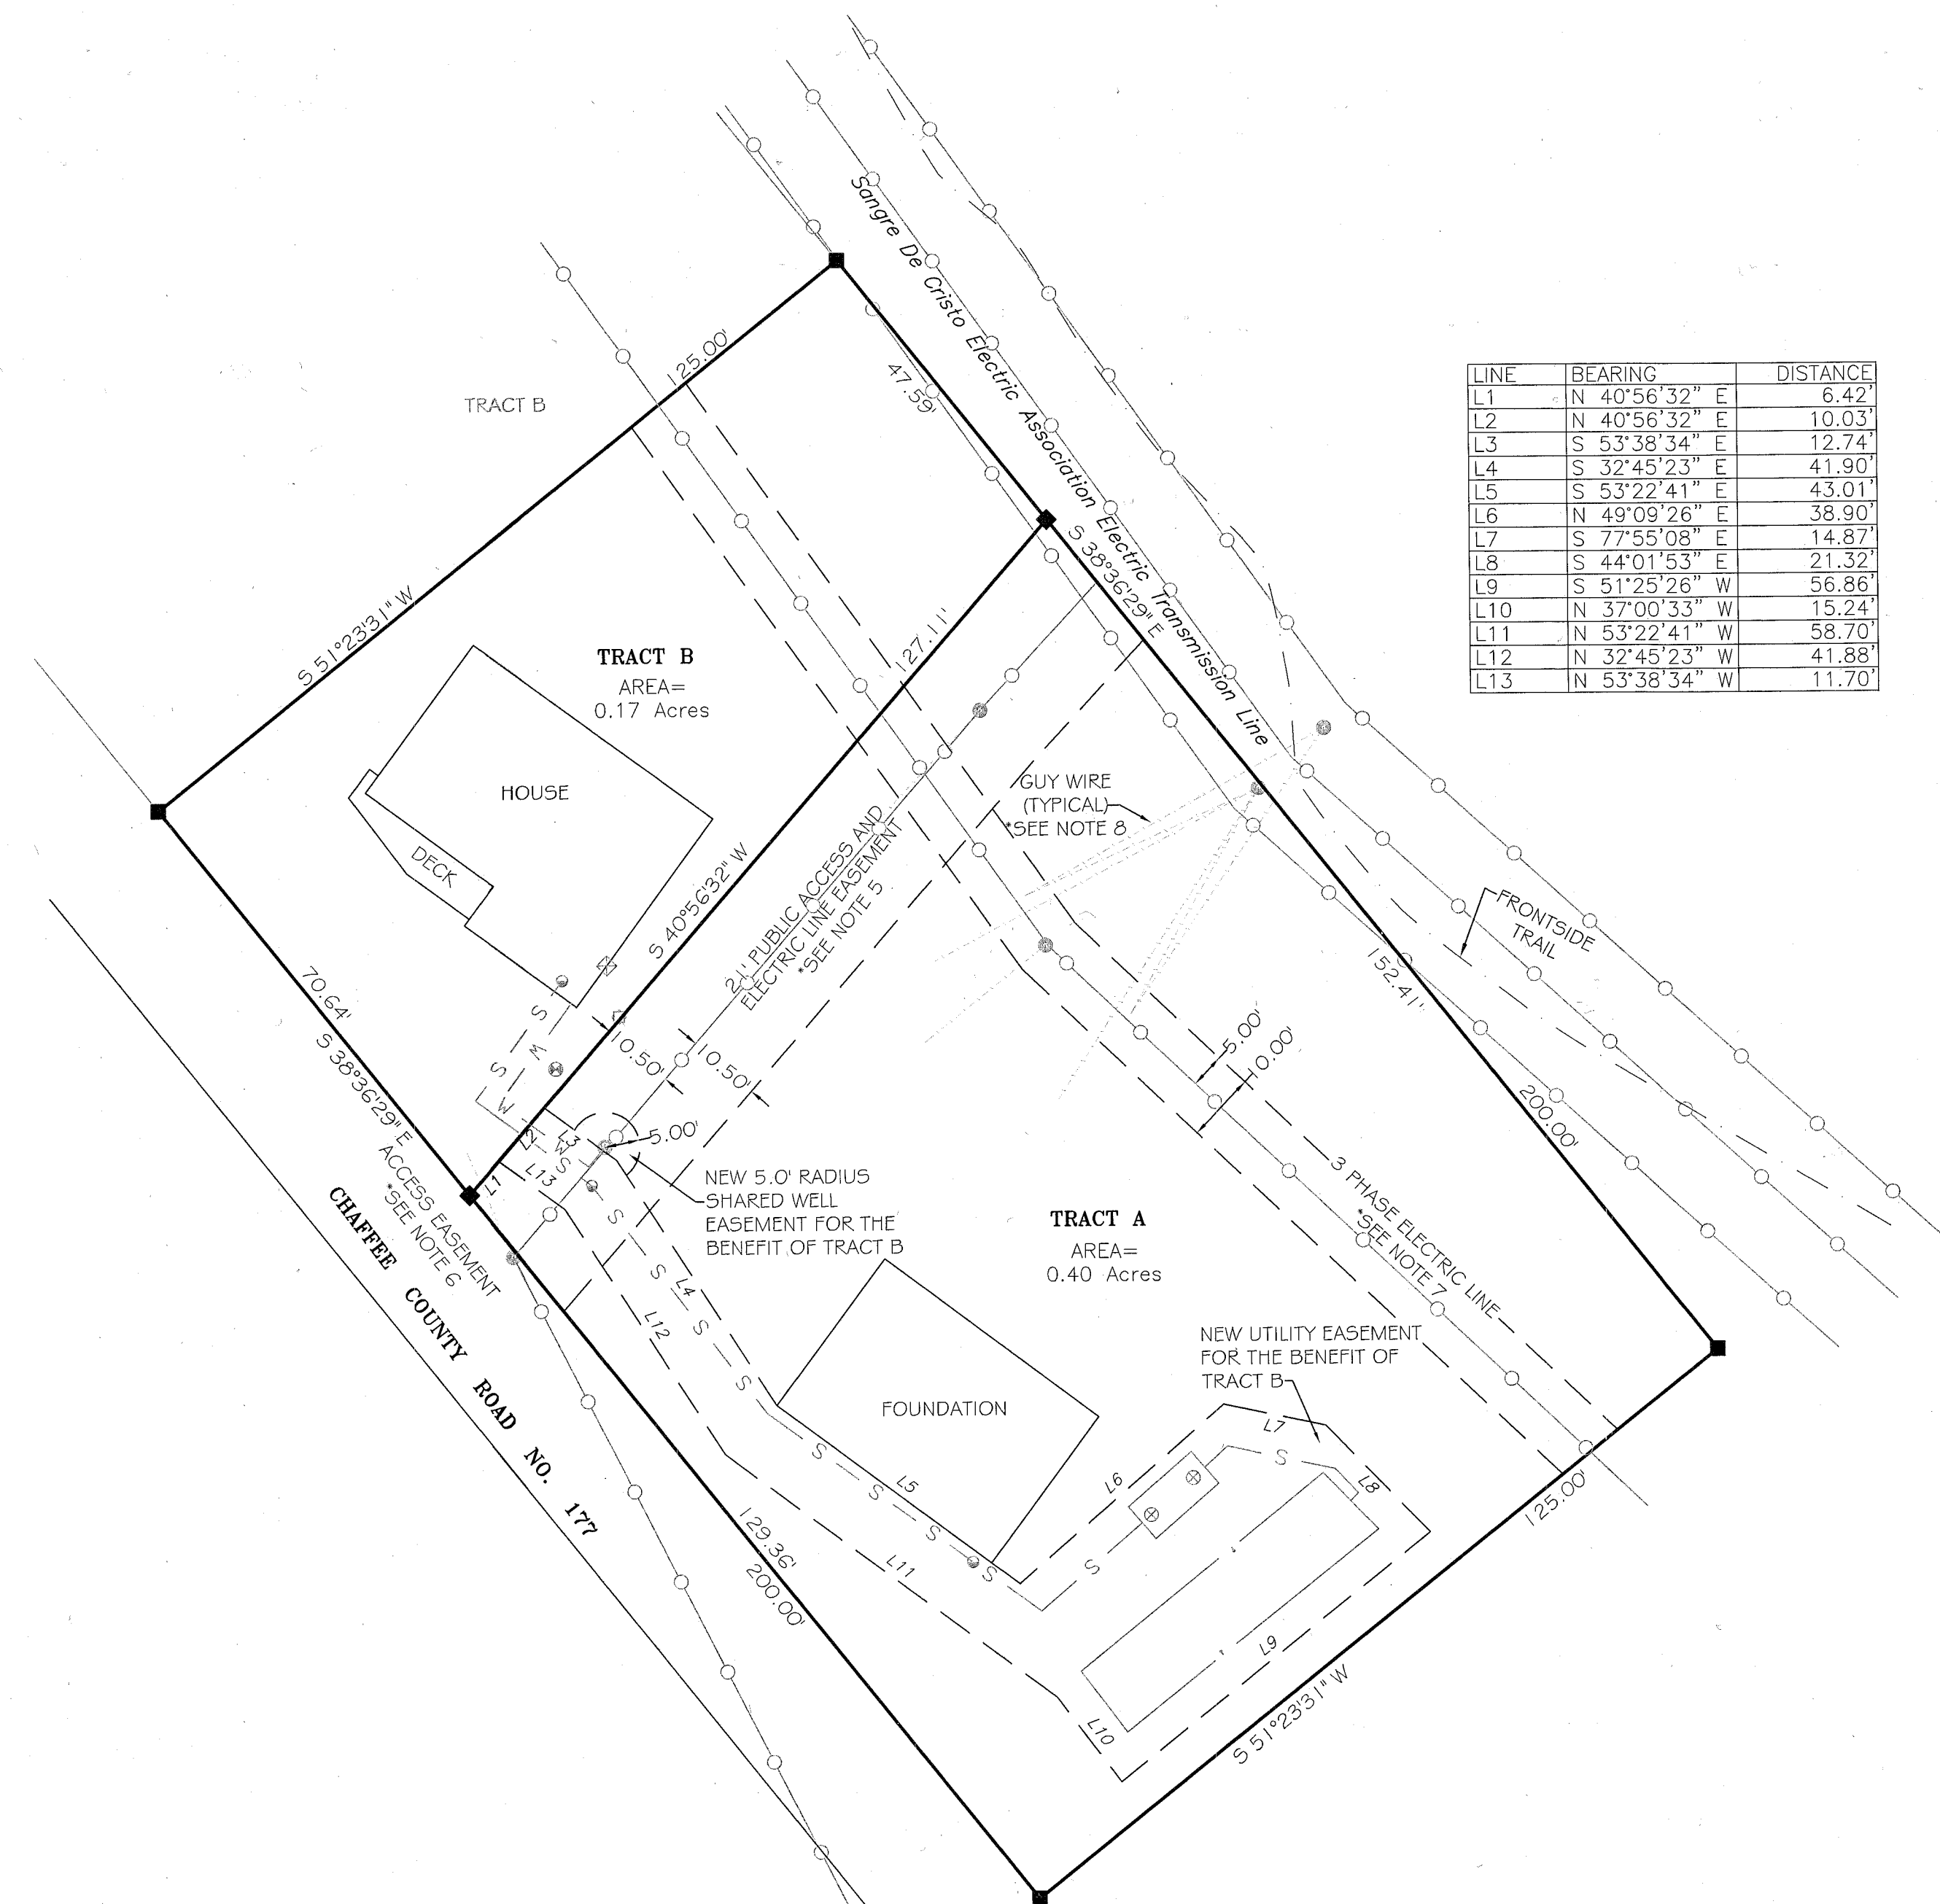 Sangre De Cristo Electric Association Electric Transmission Line
TRACT B
125.00'
47.59'
S 38°36'29" E
S 51°23'31" W
127.11'
TRACT B
AREA=
0.17 Acres
HOUSE
DECK
S 40°56'32" W
LINE BEARING DISTANCE
L1 N 40°56'32" E 6.42'
L2 N 40°56'32" E 10.03'
L3 S 53°38'34" E 12.74'
L4 S 32°45'23" E 41.90'
L5 S 53°22'41" E 43.01'
L6 N 49°09'26" E 38.90'
L7 S 77°55'08" E 14.87'
L8 S 44°01'53" E 21.32'
L9 S 51°25'26" W 56.86'
L10 N 37°00'33" W 15.24'
L11 N 53°22'41" W 58.70'
L12 N 32°45'23" W 41.88'
L13 N 53°38'34" W 11.70'
GUY WIRE
(TYPICAL)
*SEE NOTE 8
21' PUBLIC ACCESS AND
ELECTRIC LINE EASEMENT
*SEE NOTE 5
FRONTSIDE
TRAIL
152.41'
200.00'
70.64'
S 38°36'29" E
ACCESS EASEMENT
*SEE NOTE 6
10.50'
10.50'
5.00'
10.00'
S
W
S
W
L2
L3
W
S
5.00'
L1
L13
NEW 5.0' RADIUS
SHARED WELL
EASEMENT FOR THE
BENEFIT OF TRACT B
CHAFFEE COUNTY ROAD NO. 177
TRACT A
AREA=
0.40 Acres
3 PHASE ELECTRIC LINE
*SEE NOTE 7
S
S
L4
S
L12
S
NEW UTILITY EASEMENT
FOR THE BENEFIT OF
TRACT B
FOUNDATION
S
L5
S
S
S
L6
L7
S
L8
S
125.00'
129.36'
200.00'
L11
L9
L10
S 51°23'31" W